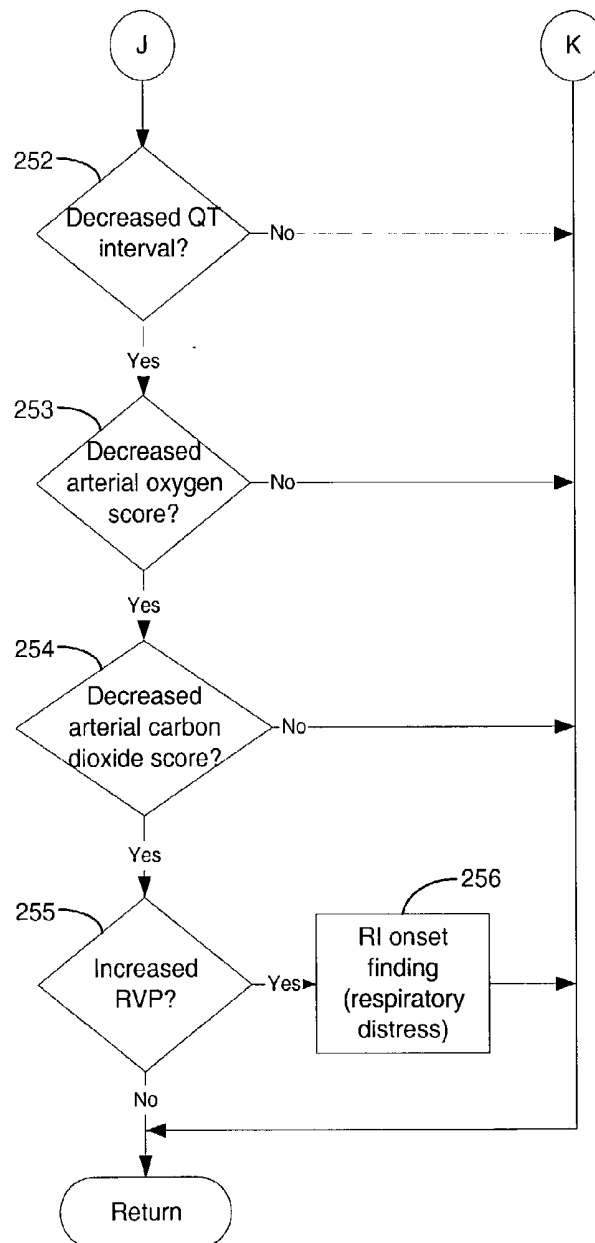 J
K
252
Decreased QT
interval?
No
Yes
253
Decreased
arterial oxygen
score?
No
Yes
254
Decreased
arterial carbon
dioxide score?
No
Yes
255
Increased
RVP?
Yes
256
RI onset
finding
(respiratory
distress)
No
Return